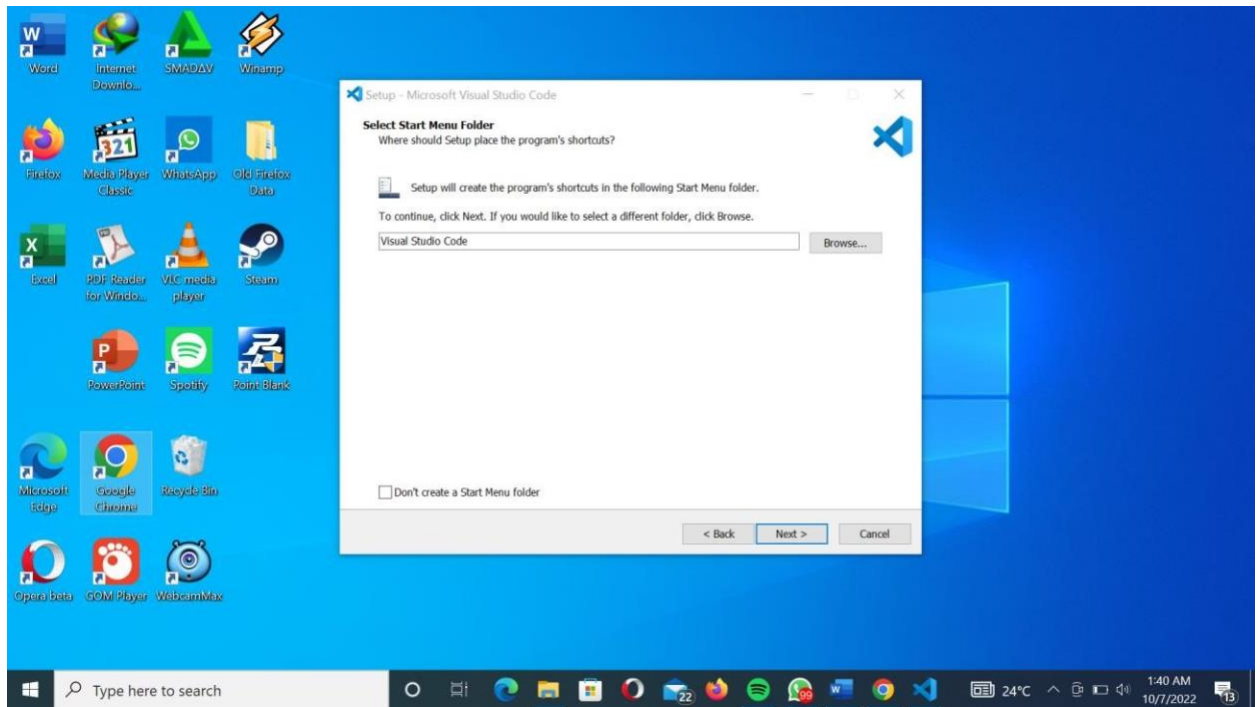 Word
Internet
Downlo...
SMADAV
Winamp
Firefox
321
Media Player
Classic
WhatsApp
Old Firefox
Data
X
Excel
PDF Reader
for Windo...
VLC media
player
Steam
P
PowerPoint
Spotify
Point Blank
Microsoft
Edge
Google
Chrome
Recycle Bin
Opera beta
GOM Player
WebcamMax
W
Setup - Microsoft Visual Studio Code
Select Start Menu Folder
Where should Setup place the program's shortcuts?
Setup will create the program's shortcuts in the following Start Menu folder.
To continue, click Next. If you would like to select a different folder, click Browse.
Visual Studio Code
Browse...
Don't create a Start Menu folder
< Back
Next >
Cancel
Type here to search
22
99
W
24°C
1:40 AM
10/7/2022
13